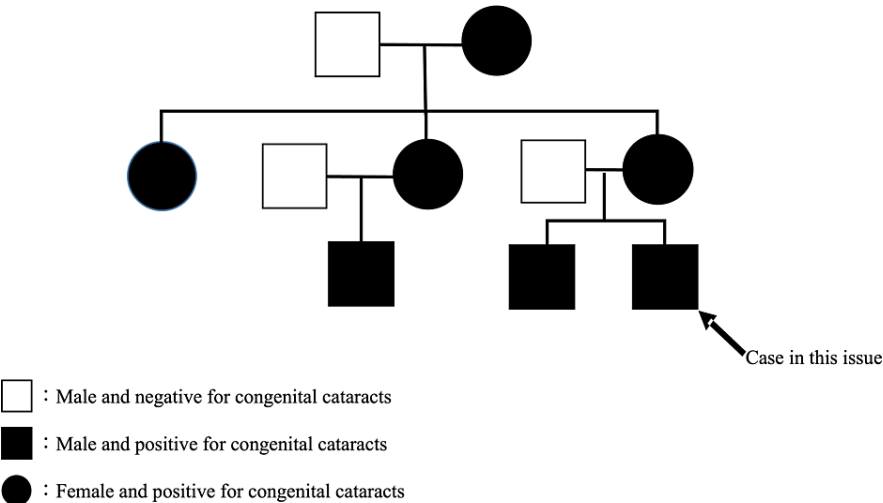 Case in this issue
：Male and negative for congenital cataracts
：Male and positive for congenital cataracts
：Female and positive for congenital cataracts